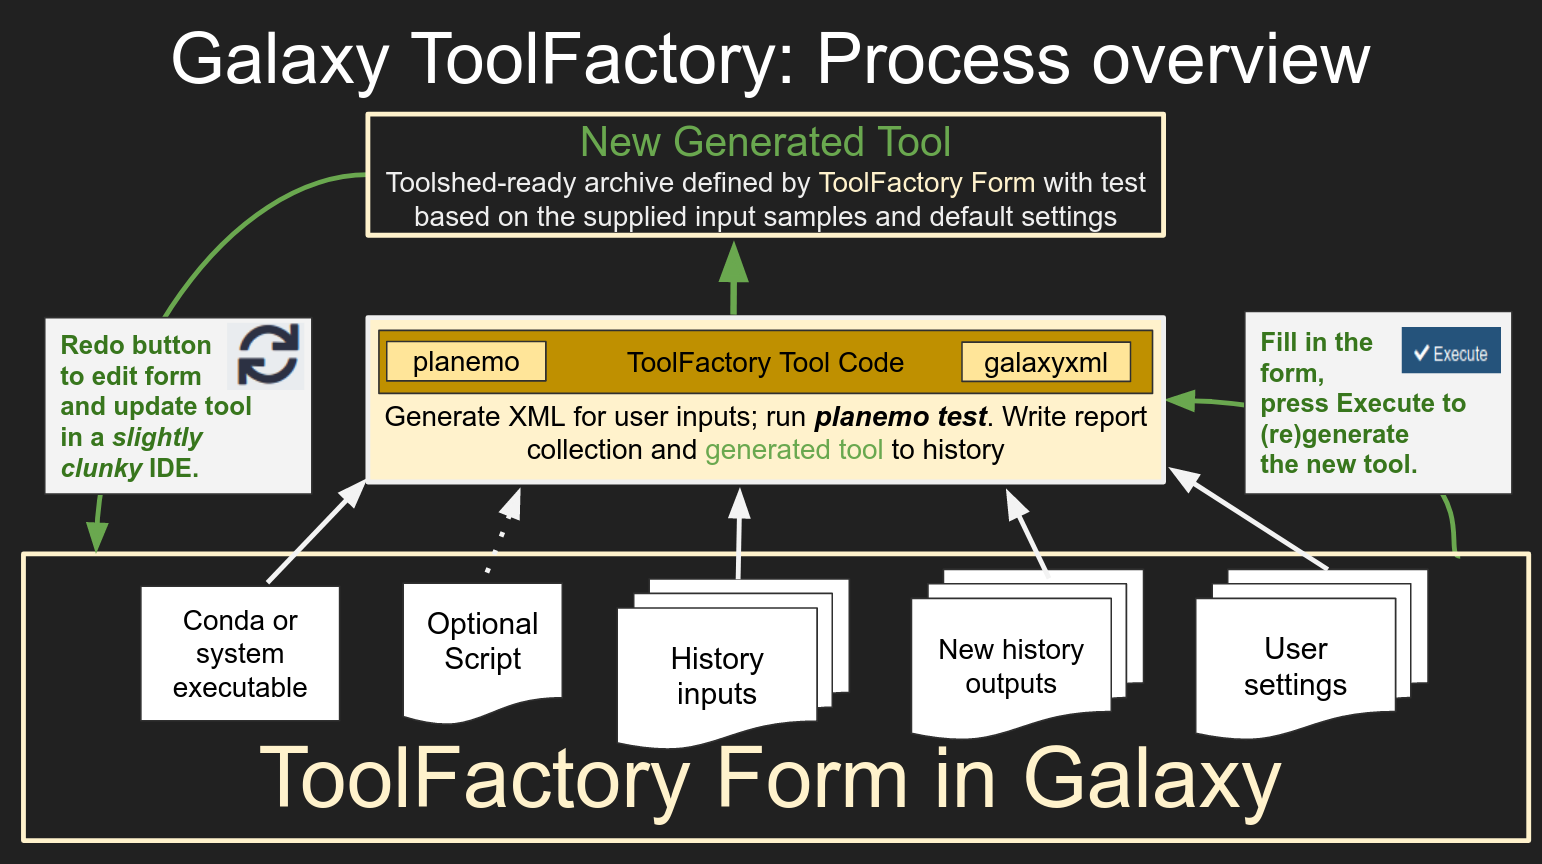 Galaxy ToolFactory: Process overview
New Generated Tool
Toolshed-ready archive defined by ToolFactory Form with test
based on the supplied input samples and default settings
Redo button
to edit form
and update tool
in a slightly
clunky IDE.
planemo
ToolFactory Tool Code
galaxyxml
Generate XML for user inputs; run planemo test. Write report
collection and generated tool to history
Fill in the
form,
press Execute to
(re)generate
the new tool.
Execute
Conda or
system
executable
Optional
Script
History
inputs
New history
outputs
User
settings
ToolFactory Form in Galaxy